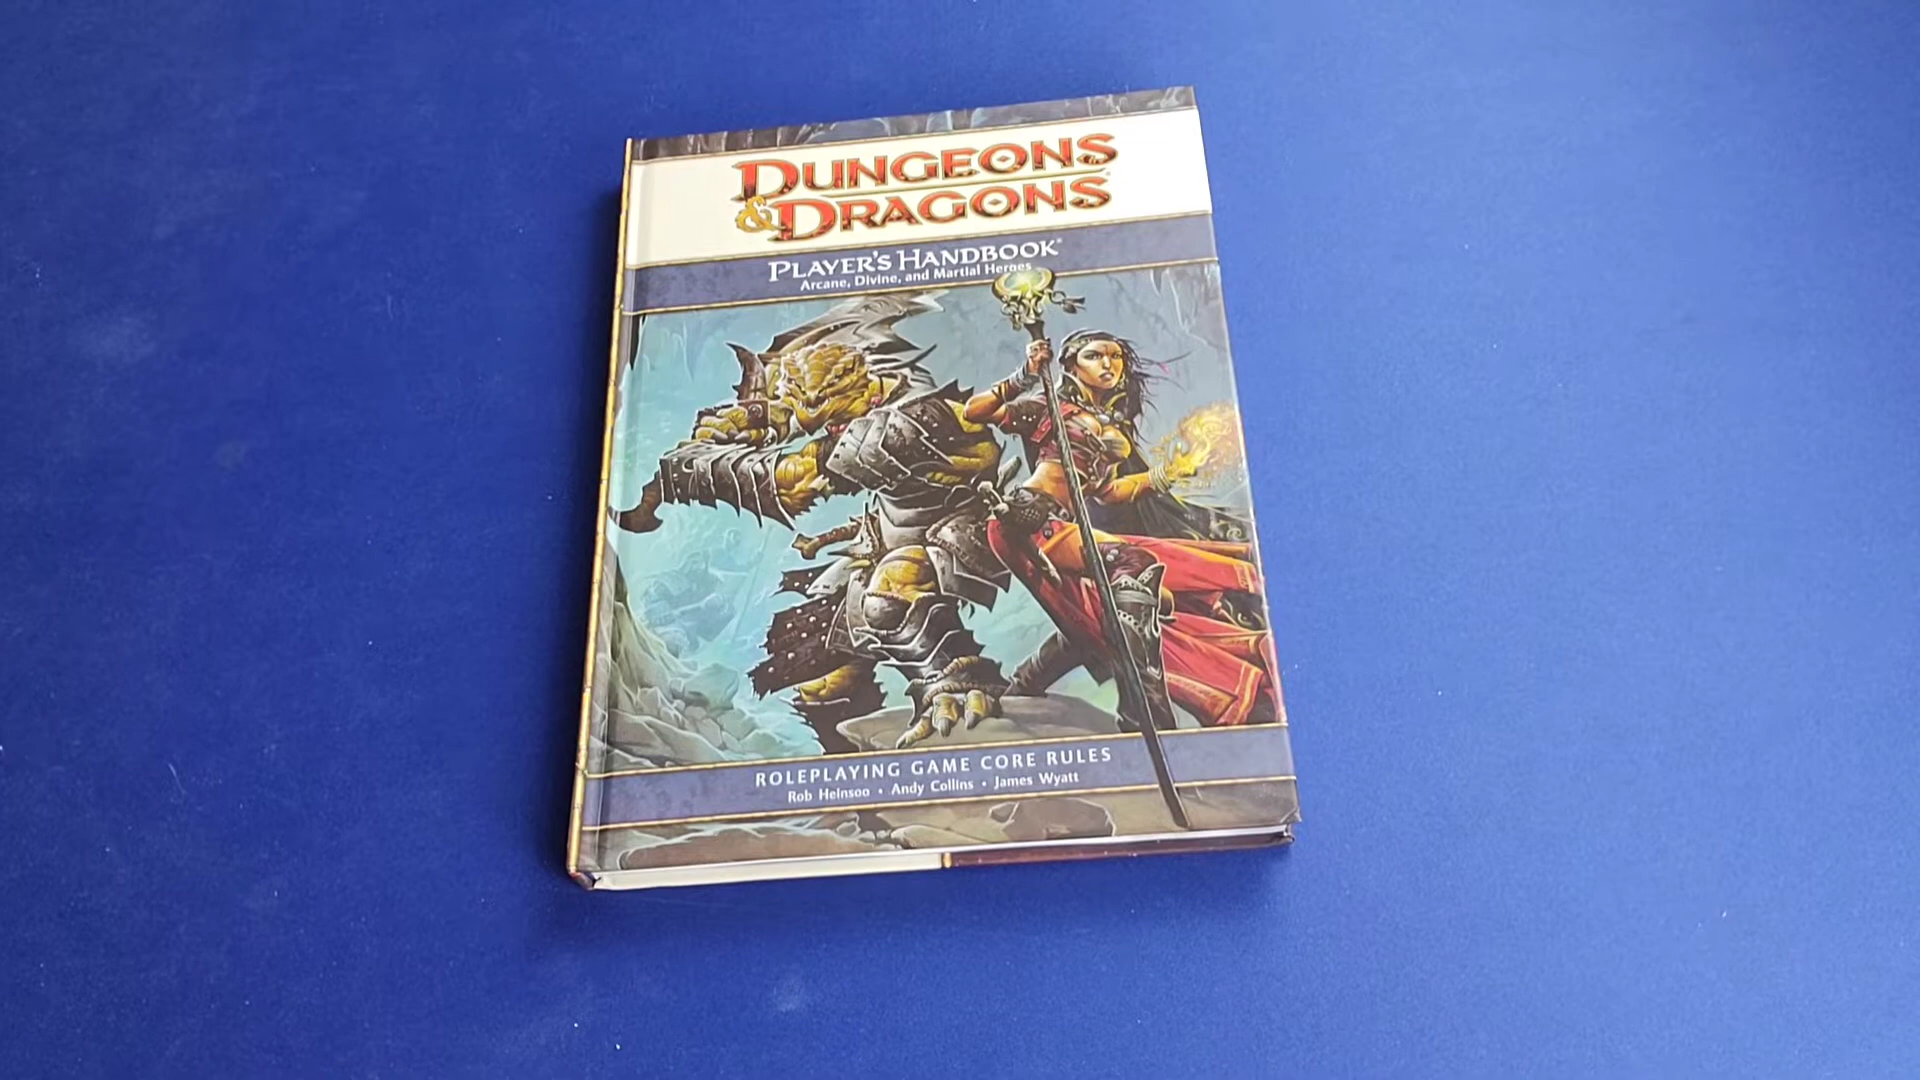 DUNGEONS
& DRAGONS®
PLAYER'S HANDBOOK®
Arcane, Divine, and Martial Heroes
ROLEPLAYING GAME CORE RULES
Rob Heinsoo • Andy Collins • James Wyatt